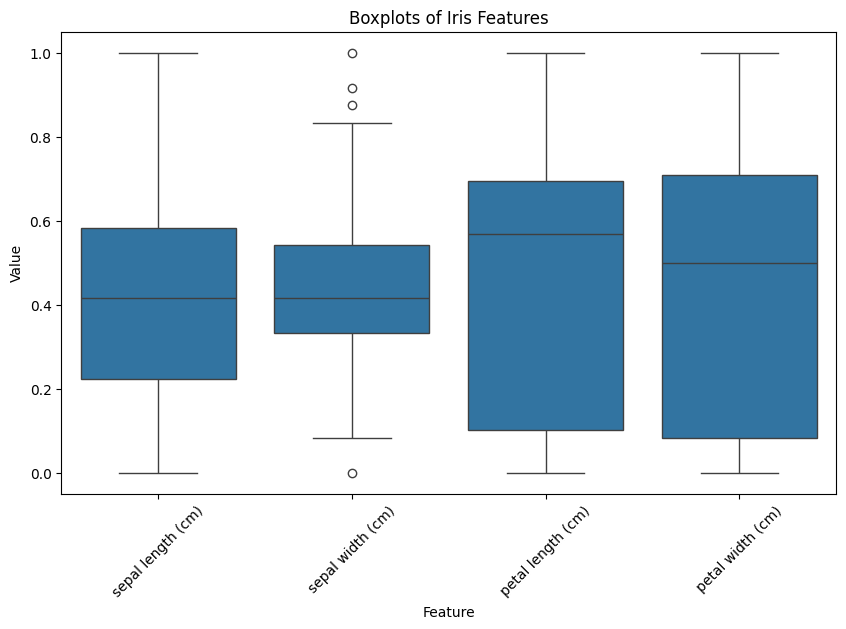 Boxplots of Iris Features
Value
1.0
0.8
0.6
0.4
0.2
0.0
sepal length (cm)
sepal width (cm)
petal length (cm)
petal width (cm)
Feature